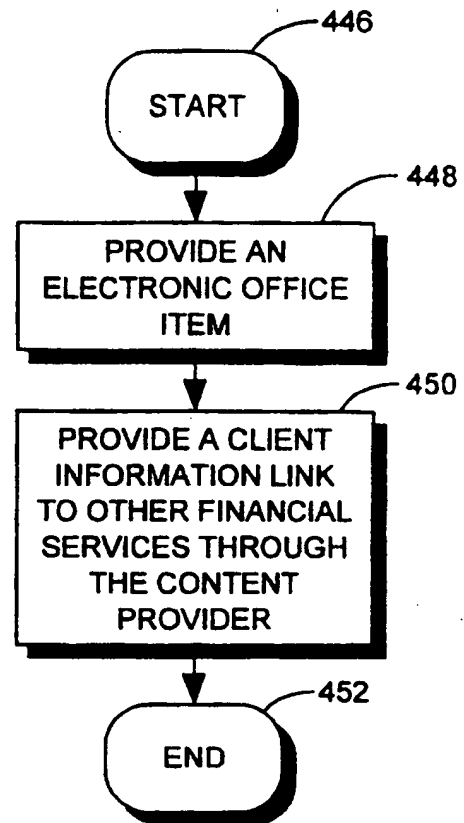 446
START
448
PROVIDE AN
ELECTRONIC OFFICE
ITEM
450
PROVIDE A CLIENT
INFORMATION LINK
TO OTHER FINANCIAL
SERVICES THROUGH
THE CONTENT
PROVIDER
452
END